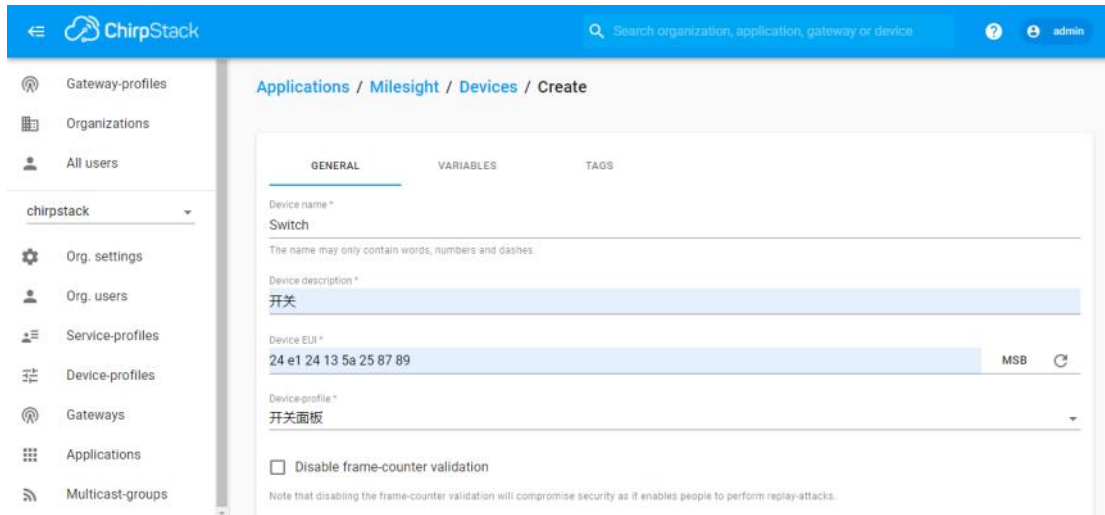 ChirpStack
Search organization, application, gateway or device
? admin
Gateway-profiles
Organizations
All users
chirpstack
Org. settings
Org. users
Service-profiles
Device-profiles
Gateways
Applications
Multicast-groups
Applications / Milesight / Devices / Create
GENERAL VARIABLES TAGS
Device name *
Switch
The name may only contain words, numbers and dashes.
Device description *
开关
Device EUI *
24 e1 24 13 5a 25 87 89 MSB
Device-profile *
开关面板
Disable frame-counter validation
Note that disabling the frame-counter validation will compromise security as it enables people to perform replay-attacks.